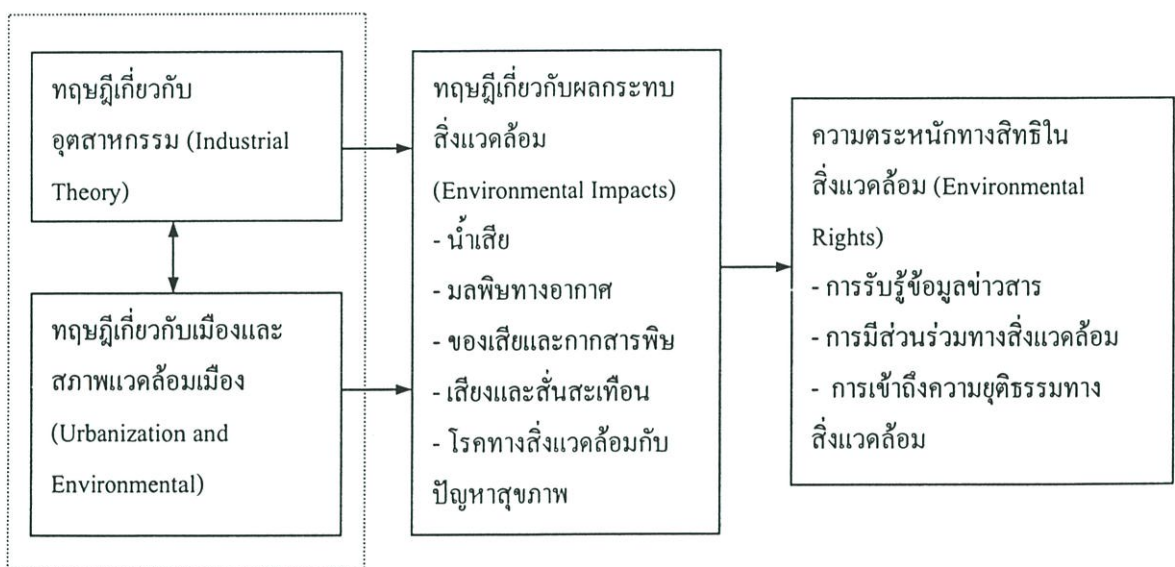 ทฤษฎีเกี่ยวกับ
อุตสาหกรรม (Industrial
Theory)
ทฤษฎีเกี่ยวกับเมืองและ
สภาพแวดล้อมเมือง
(Urbanization and
Environmental)
ทฤษฎีเกี่ยวกับผลกระทบ
สิ่งแวดล้อม
(Environmental Impacts)
- น้ำเสีย
- มลพิษทางอากาศ
- ของเสียและกากสารพิษ
- เสียงและสั่นสะเทือน
- โรคทางสิ่งแวดล้อมกับ
ปัญหาสุขภาพ
ความตระหนักทางสิทธิใน
สิ่งแวดล้อม (Environmental
Rights)
- การรับรู้ข้อมูลข่าวสาร
- การมีส่วนร่วมทางสิ่งแวดล้อม
- การเข้าถึงความยุติธรรมทาง
สิ่งแวดล้อม